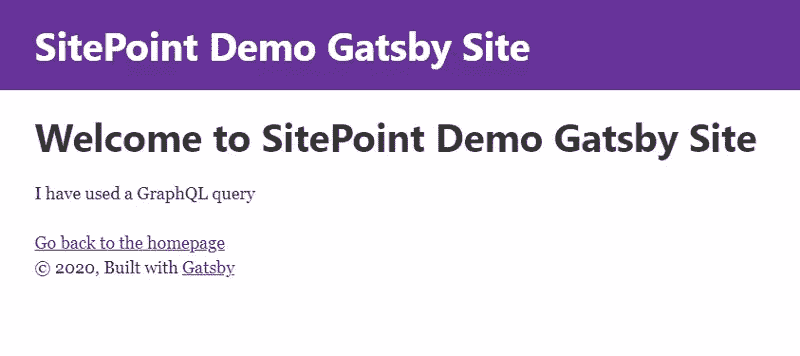 SitePoint Demo Gatsby Site
Welcome to SitePoint Demo Gatsby Site
I have used a GraphQL query
Go back to the homepage
© 2020, Built with Gatsby